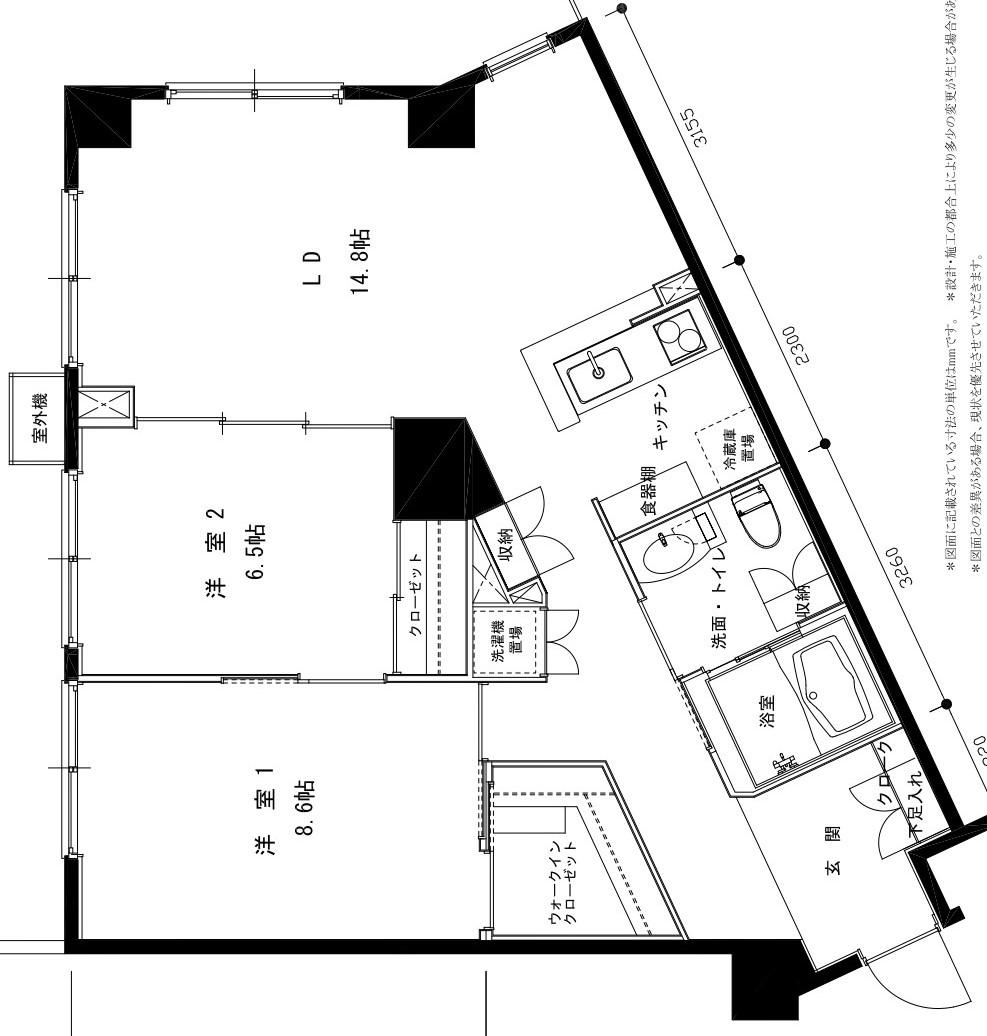 ＬＤ
14.8帖
室外機
洋　室２
6.5帖
クローゼット
収納
洗濯機
置場
キッチン
冷蔵庫
置場
食器棚
洗面・トイレ
収納
浴室
洋　室１
8.6帖
ウォークイン
クローゼット
玄　関
クローク
下足入れ
3155
2300
3260
＊図面に記載されている寸法の単位はmmです。　＊設計・施工の都合上により多少の変更が生じる場合が
＊図面との差異がある場合、現状を優先させていただきます。